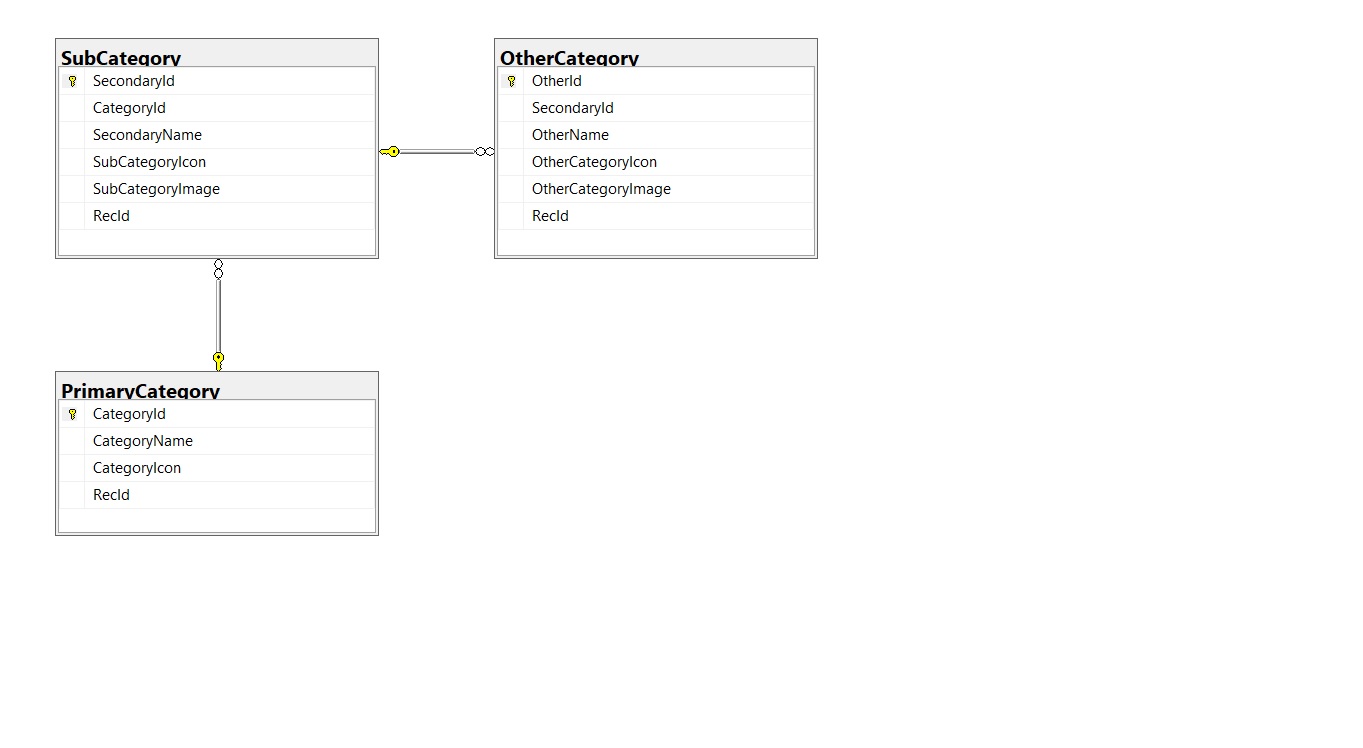 SubCategory
SecondaryId
CategoryId
SecondaryName
SubCategoryIcon
SubCategoryImage
RecId
OtherCategory
OtherId
SecondaryId
OtherName
OtherCategoryIcon
OtherCategoryImage
RecId
PrimaryCategory
CategoryId
CategoryName
CategoryIcon
RecId